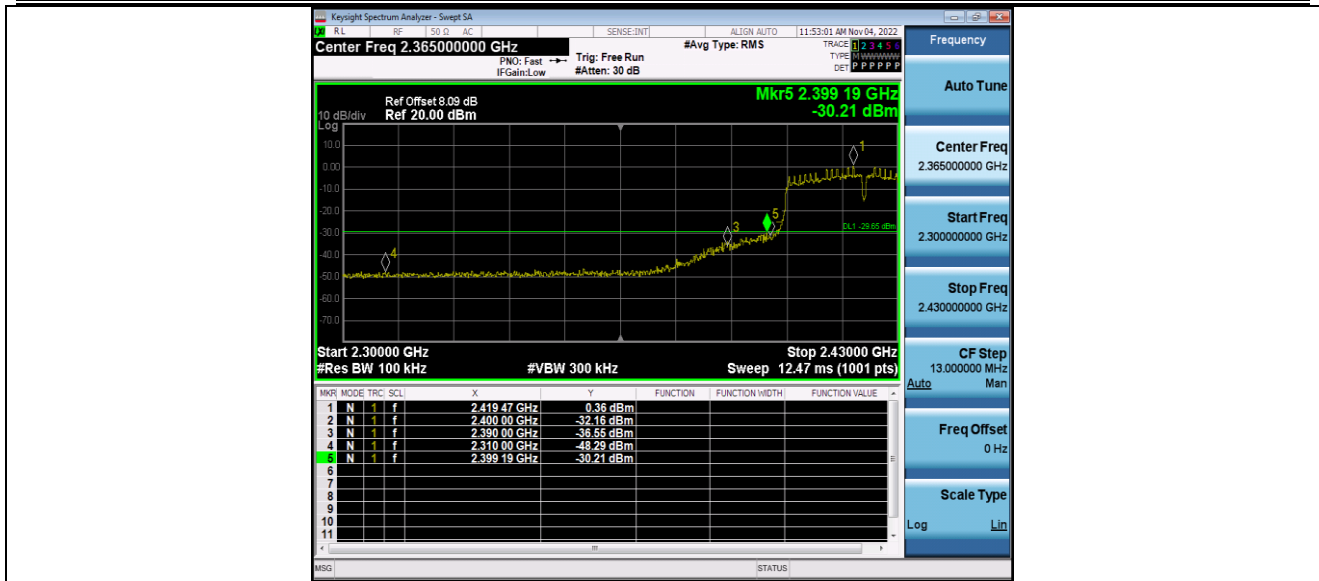 Keysight Spectrum Analyzer - Swept SA
RL RF 50 Ω AC SENSE:INT ALIGN AUTO 11:53:01 AM Nov 04, 2022
Center Freq 2.365000000 GHz #Avg Type: RMS TRACE 1 2 3 4 5 6
PNO: Fast Trig: Free Run TYPE M WWWWW
IFGain:Low #Atten: 30 dB DET P P P P P P
Mkr5 2.399 19 GHz
Ref Offset 8.09 dB -30.21 dBm
10 dB/div Ref 20.00 dBm
Log
10.0
0.00
-10.0
-20.0
-30.0
-40.0
-50.0
-60.0
-70.0
1
5
3
4
DL1 -29.65 dBm
Start 2.30000 GHz Stop 2.43000 GHz
#Res BW 100 kHz #VBW 300 kHz Sweep 12.47 ms (1001 pts)
MKR MODE TRC SCL X Y FUNCTION FUNCTION WIDTH FUNCTION VALUE
1 N 1 f 2.419 47 GHz 0.36 dBm
2 N 1 f 2.400 00 GHz -32.16 dBm
3 N 1 f 2.390 00 GHz -36.55 dBm
4 N 1 f 2.310 00 GHz -48.29 dBm
5 N 1 f 2.399 19 GHz -30.21 dBm
6
7
8
9
10
11
MSG STATUS
Frequency
Auto Tune
Center Freq
2.365000000 GHz
Start Freq
2.300000000 GHz
Stop Freq
2.430000000 GHz
CF Step
13.000000 MHz
Auto Man
Freq Offset
0 Hz
Scale Type
Log Lin